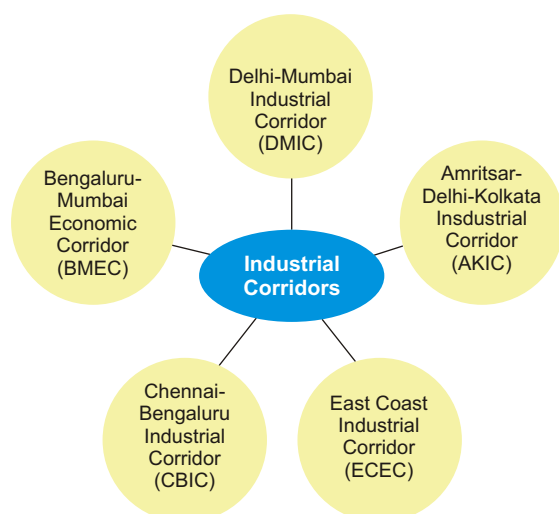 Delhi-Mumbai
Industrial
Corridor
(DMIC)
Bengaluru-
Mumbai
Economic
Corridor
(BMEC)
Amritsar-
Delhi-Kolkata
Insdustrial
Corridor
(AKIC)
Industrial
Corridors
Chennai-
Bengaluru
Industrial
Corridor
(CBIC)
East Coast
Industrial
Corridor
(ECEC)